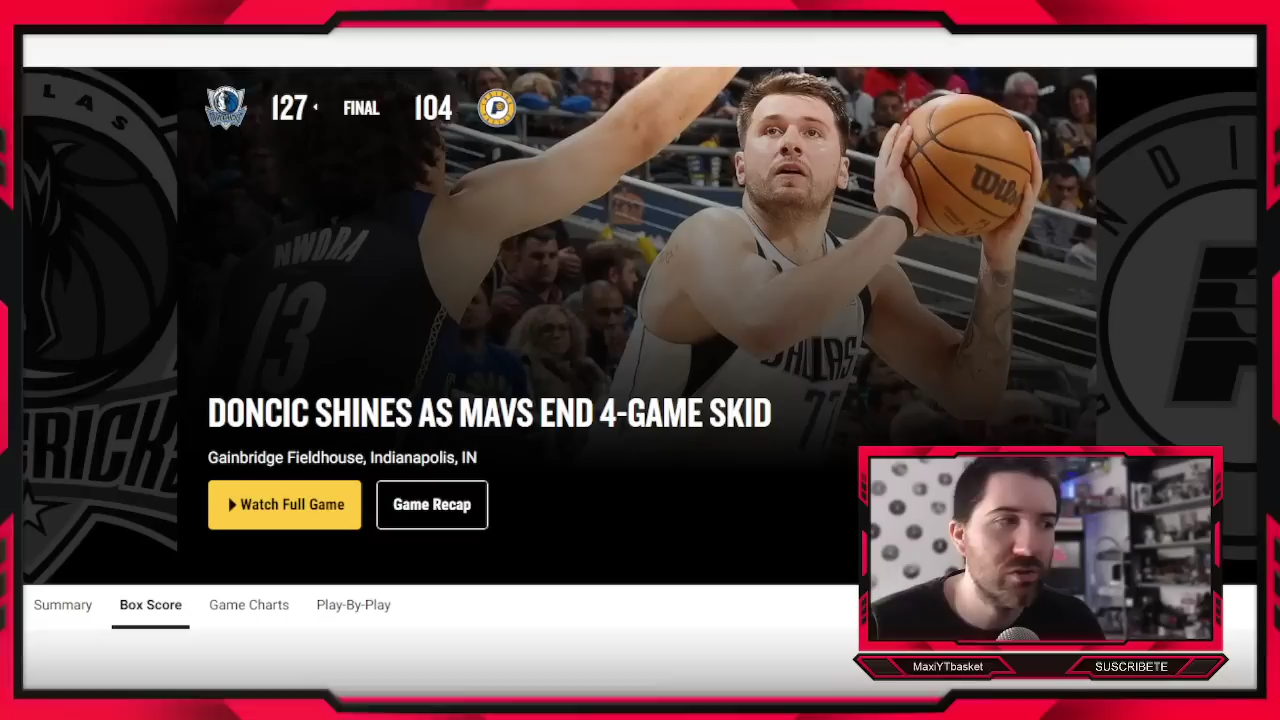 127 FINAL 104
NWORA
13
Wilson
DALLAS
77
DONCIC SHINES AS MAVS END 4-GAME SKID
Gainbridge Fieldhouse, Indianapolis, IN
Watch Full Game
Game Recap
Summary
Box Score
Game Charts
Play-By-Play
MaxiYTbasket
SUSCRIBETE